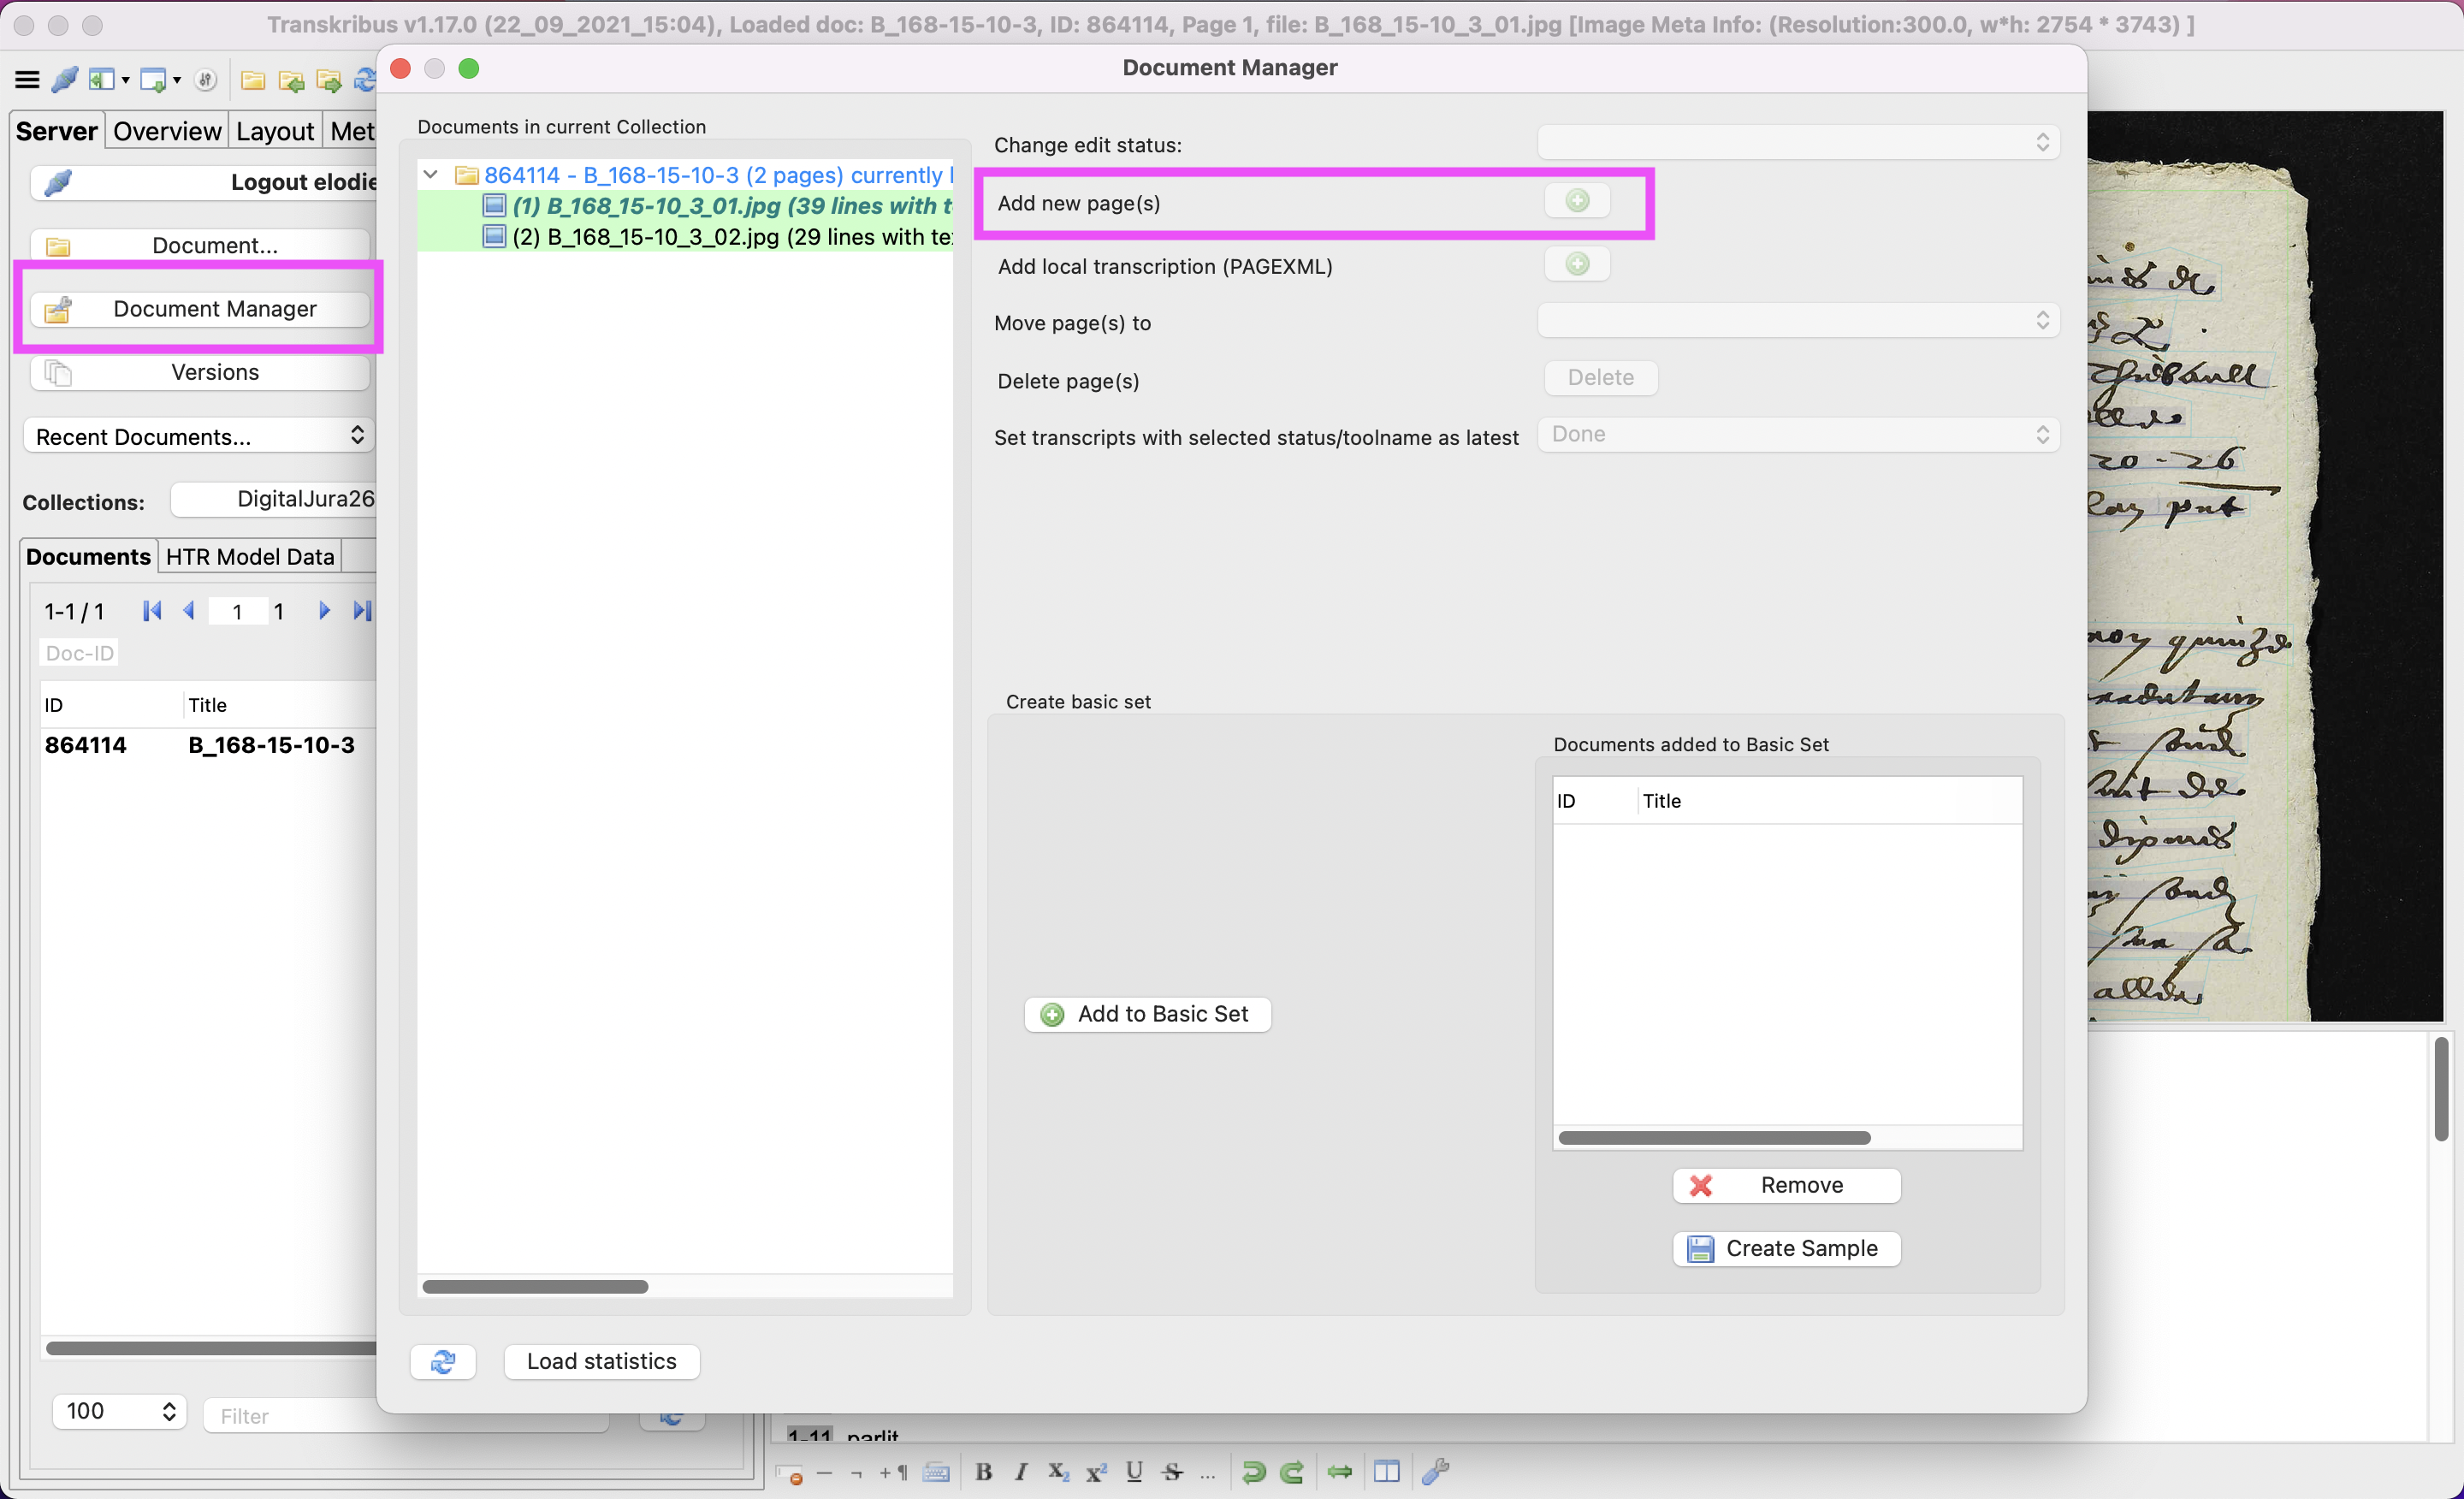 Transkribus v1.17.0 (22_09_2021_15:04), Loaded doc: B_168-15-10-3, ID: 864114, Page 1, file: B_168_15-10_3_01.jpg [Image Meta Info: (Resolution:300.0, w*h: 2754 * 3743) ]
Document Manager
Server Overview Layout Met
Logout elodie
Document...
Document Manager
Versions
Recent Documents...
Collections: DigitalJura26
Documents HTR Model Data
1-1 / 1 1 1
Doc-ID
ID Title
864114 B_168-15-10-3
100 Filter
Documents in current Collection
864114 - B_168-15-10-3 (2 pages) currently
(1) B_168_15-10_3_01.jpg (39 lines with t
(2) B_168_15-10_3_02.jpg (29 lines with te
Load statistics
Change edit status:
Add new page(s)
Add local transcription (PAGEXML)
Move page(s) to
Delete page(s) Delete
Set transcripts with selected status/toolname as latest Done
Create basic set
Add to Basic Set
Documents added to Basic Set
ID Title
Remove
Create Sample
20-26
pnt
quinze
1-11 parlit
B I X2 X2 U S ...